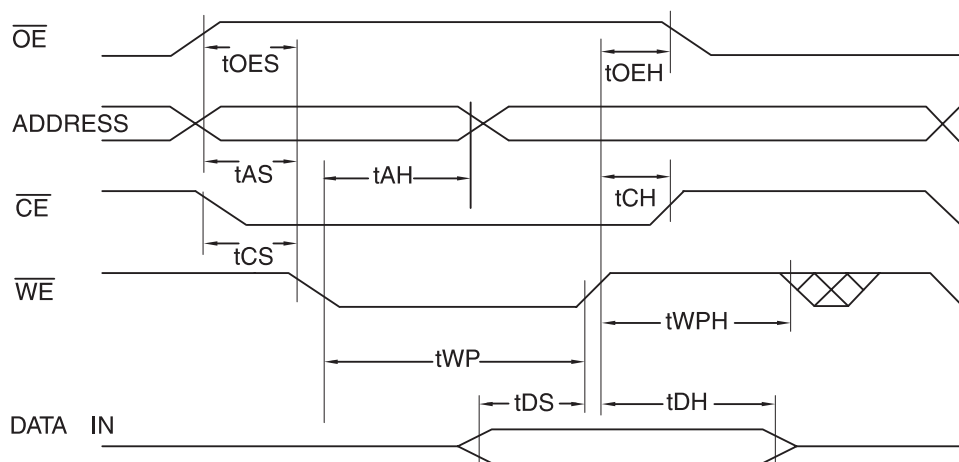 OE
tOES
tOEH
ADDRESS
tAS
tAH
tCH
CE
tCS
WE
tWPH
tWP
tDS
tDH
DATA IN